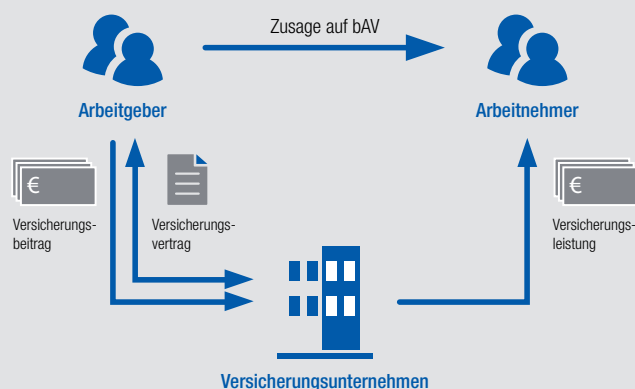 Zusage auf bAV
Arbeitgeber
Arbeitnehmer
€
Versicherungs-
beitrag
Versicherungs-
vertrag
€
Versicherungs-
leistung
Versicherungsunternehmen